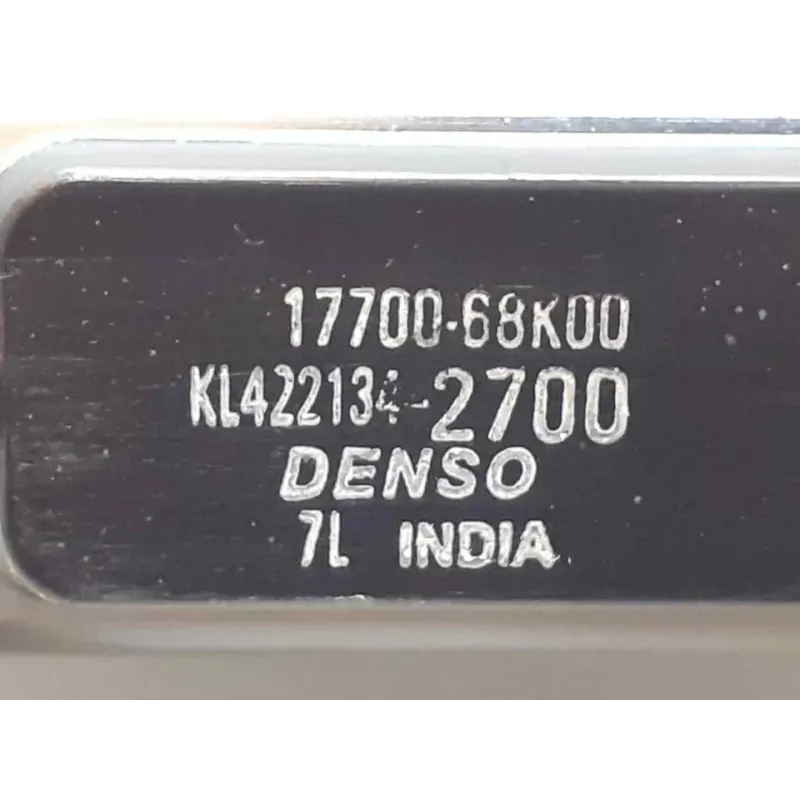 17700-68K00
KL422134-2700
DENSO
7L INDIA